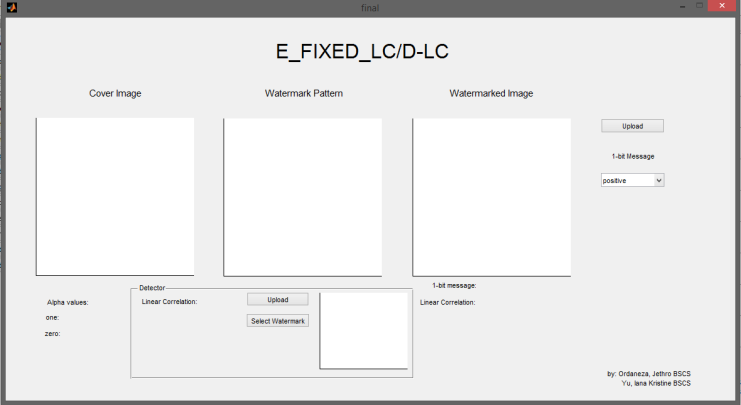 final
E_FIXED_LC/D-LC
Cover Image
Watermark Pattern
Watermarked Image
Upload
1-bit Message
positive
1-bit message:
Detector
Alpha values:
Linear Correlation:
Upload
Linear Correlation:
one:
Select Watermark
zero:
by: Ordaneza, Jethro BSCS
Yu, Iana Kristine BSCS